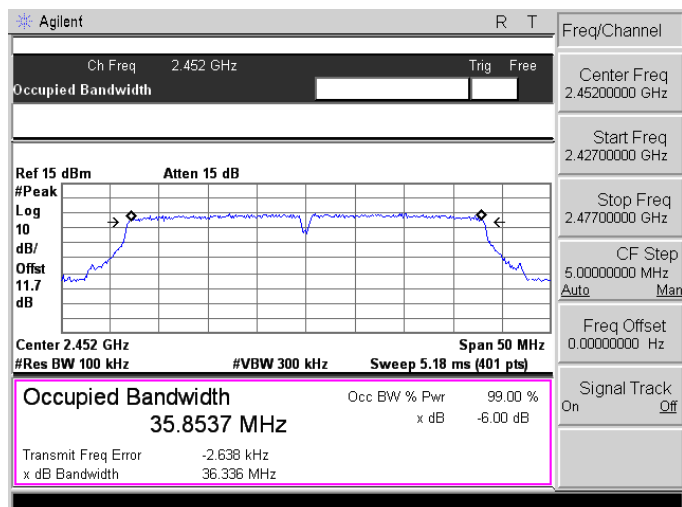 Agilent R T
Ch Freq 2.452 GHz Trig Free
Occupied Bandwidth
Ref 15 dBm Atten 15 dB
#Peak
Log
10
dB/
Offst
11.7
dB
Center 2.452 GHz Span 50 MHz
#Res BW 100 kHz #VBW 300 kHz Sweep 5.18 ms (401 pts)
Occupied Bandwidth Occ BW % Pwr 99.00 %
35.8537 MHz x dB -6.00 dB
Transmit Freq Error -2.638 kHz
x dB Bandwidth 36.336 MHz
Freq/Channel
Center Freq
2.45200000 GHz
Start Freq
2.42700000 GHz
Stop Freq
2.47700000 GHz
CF Step
5.00000000 MHz
Auto Man
Freq Offset
0.00000000 Hz
Signal Track
On Off